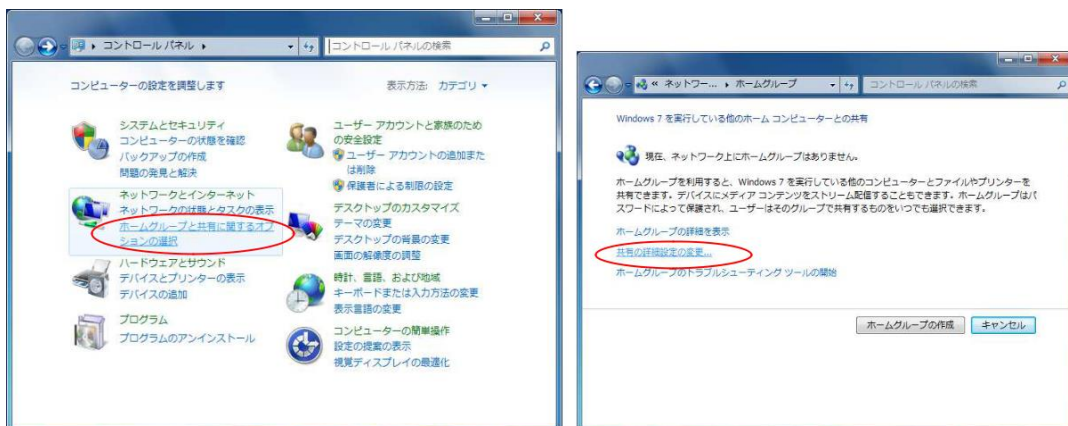 コントロール パネル
コントロール パネルの検索
コンピューターの設定を調整します
表示方法: カテゴリ
システムとセキュリティ
コンピューターの状態を確認
バックアップの作成
問題の発見と解決
ネットワークとインターネット
ネットワークの状態とタスクの表示
ホームグループと共有に関するオプ
ションの選択
ハードウェアとサウンド
デバイスとプリンターの表示
デバイスの追加
プログラム
プログラムのアンインストール
ユーザー アカウントと家族のため
の安全設定
ユーザー アカウントの追加また
は削除
保護者による制限の設定
デスクトップのカスタマイズ
テーマの変更
デスクトップの背景の変更
画面の解像度の調整
時計、言語、および地域
キーボードまたは入力方法の変更
表示言語の変更
コンピューターの簡単操作
設定の提案の表示
視覚ディスプレイの最適化
« ネットワー... ホームグループ
コントロール パネルの検索
Windows 7 を実行している他のホーム コンピューターとの共有
現在、ネットワーク上にホームグループはありません。
ホームグループを利用すると、Windows 7 を実行している他のコンピューターとファイルやプリンターを
共有できます。デバイスにメディア コンテンツをストリーム配信することもできます。ホームグループはパ
スワードによって保護され、ユーザーはそのグループで共有するものをいつでも選択できます。
ホームグループの詳細を表示
共有の詳細設定の変更...
ホームグループのトラブルシューティング ツールの開始
ホームグループの作成
キャンセル